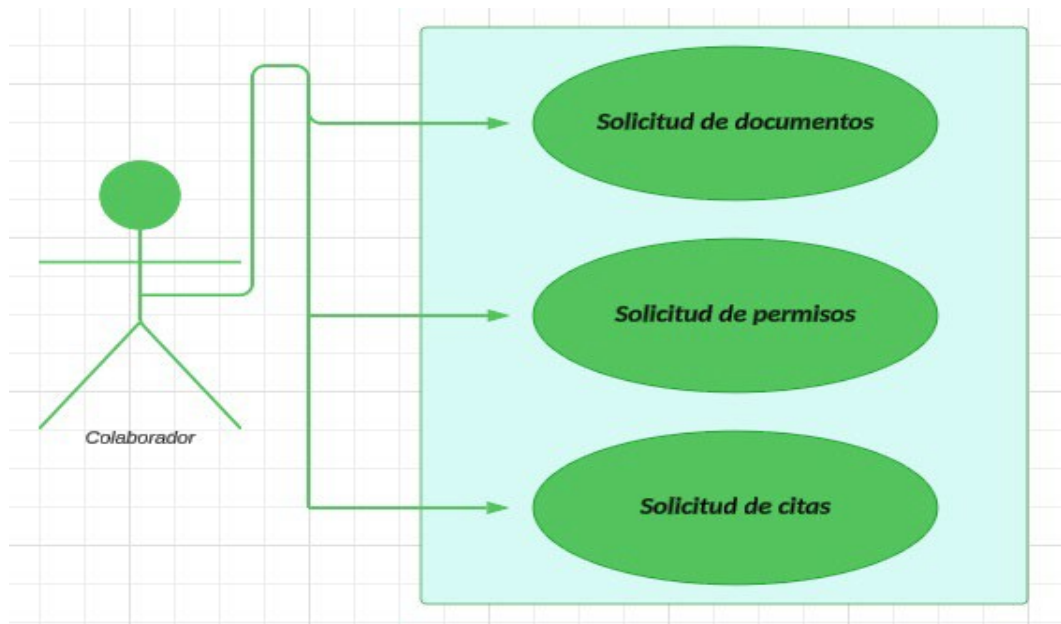 Solicitud de documentos
Solicitud de permisos
Colaborador
Solicitud de citas